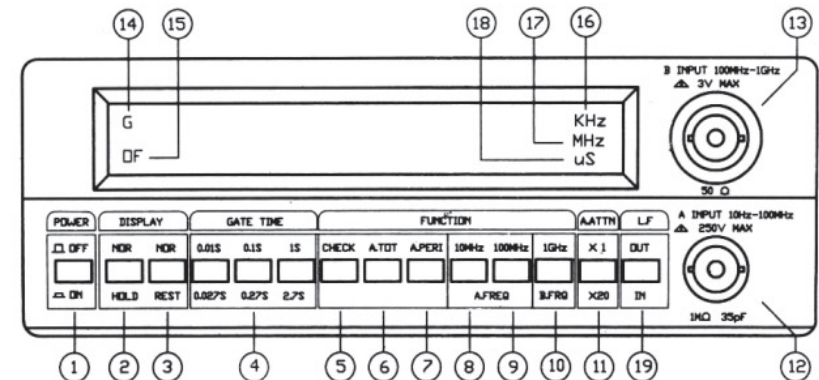 14 15 18 17 16 13
B INPUT 100MHz-1GHz
⚠ 3V MAX
G KHz
MHz
OF uS
50 Ω
POWER DISPLAY GATE TIME FUNCTION A.ATTN L.F
A INPUT 10Hz-100MHz
⚠ 250V MAX
OFF NOR NOR 0.01S 0.1S 1S CHECK A.TOT A.PERI 10MHz 100MHz 1GHz X 1 OUT
ON HOLD REST 0.027S 0.27S 2.7S A.FREQ B.FRQ X20 IN
1MΩ 35pF
1 2 3 4 5 6 7 8 9 10 11 19 12